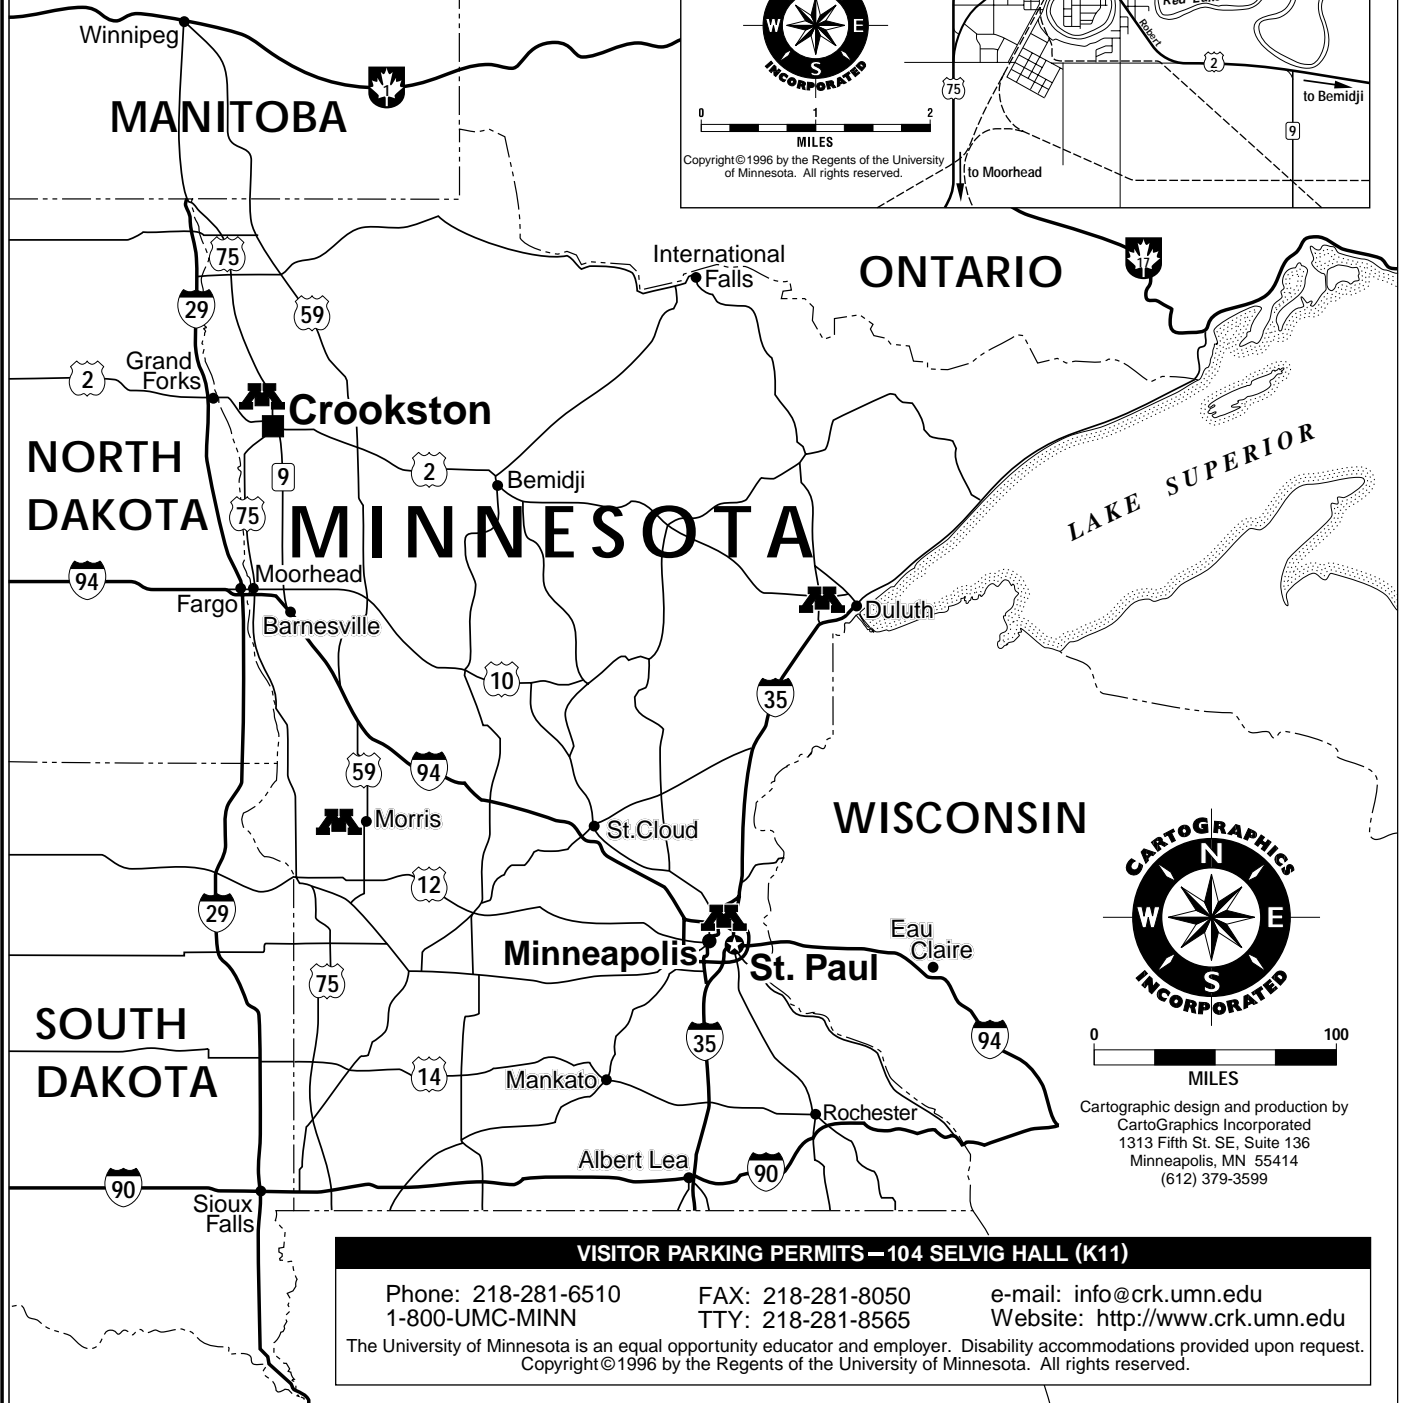 Winnipeg
1
MANITOBA
W
E
S
INCORPORATED
0 1 2
MILES
Copyright©1996 by the Regents of the University
of Minnesota. All rights reserved.
Robert
2
75
to Bemidji
9
to Moorhead
75
29
59
International
Falls
ONTARIO
17
Grand
Forks
2
Crookston
NORTH
DAKOTA
9
2
Bemidji
75
MINNESOTA
LAKE SUPERIOR
94
Moorhead
Fargo
Barnesville
Duluth
10
35
59
94
Morris
St.Cloud
WISCONSIN
CARTOGRAPHICS
N
W
E
S
INCORPORATED
12
29
Minneapolis
St. Paul
Eau
Claire
75
SOUTH
DAKOTA
35
94
14
Mankato
Rochester
0 100
MILES
Cartographic design and production by
CartoGraphics Incorporated
1313 Fifth St. SE, Suite 136
Minneapolis, MN 55414
(612) 379-3599
Albert Lea
90
90
Sioux
Falls
VISITOR PARKING PERMITS—104 SELVIG HALL (K11)
Phone: 218-281-6510
1-800-UMC-MINN
FAX: 218-281-8050
TTY: 218-281-8565
e-mail: info@crk.umn.edu
Website: http://www.crk.umn.edu
The University of Minnesota is an equal opportunity educator and employer. Disability accommodations provided upon request.
Copyright©1996 by the Regents of the University of Minnesota. All rights reserved.